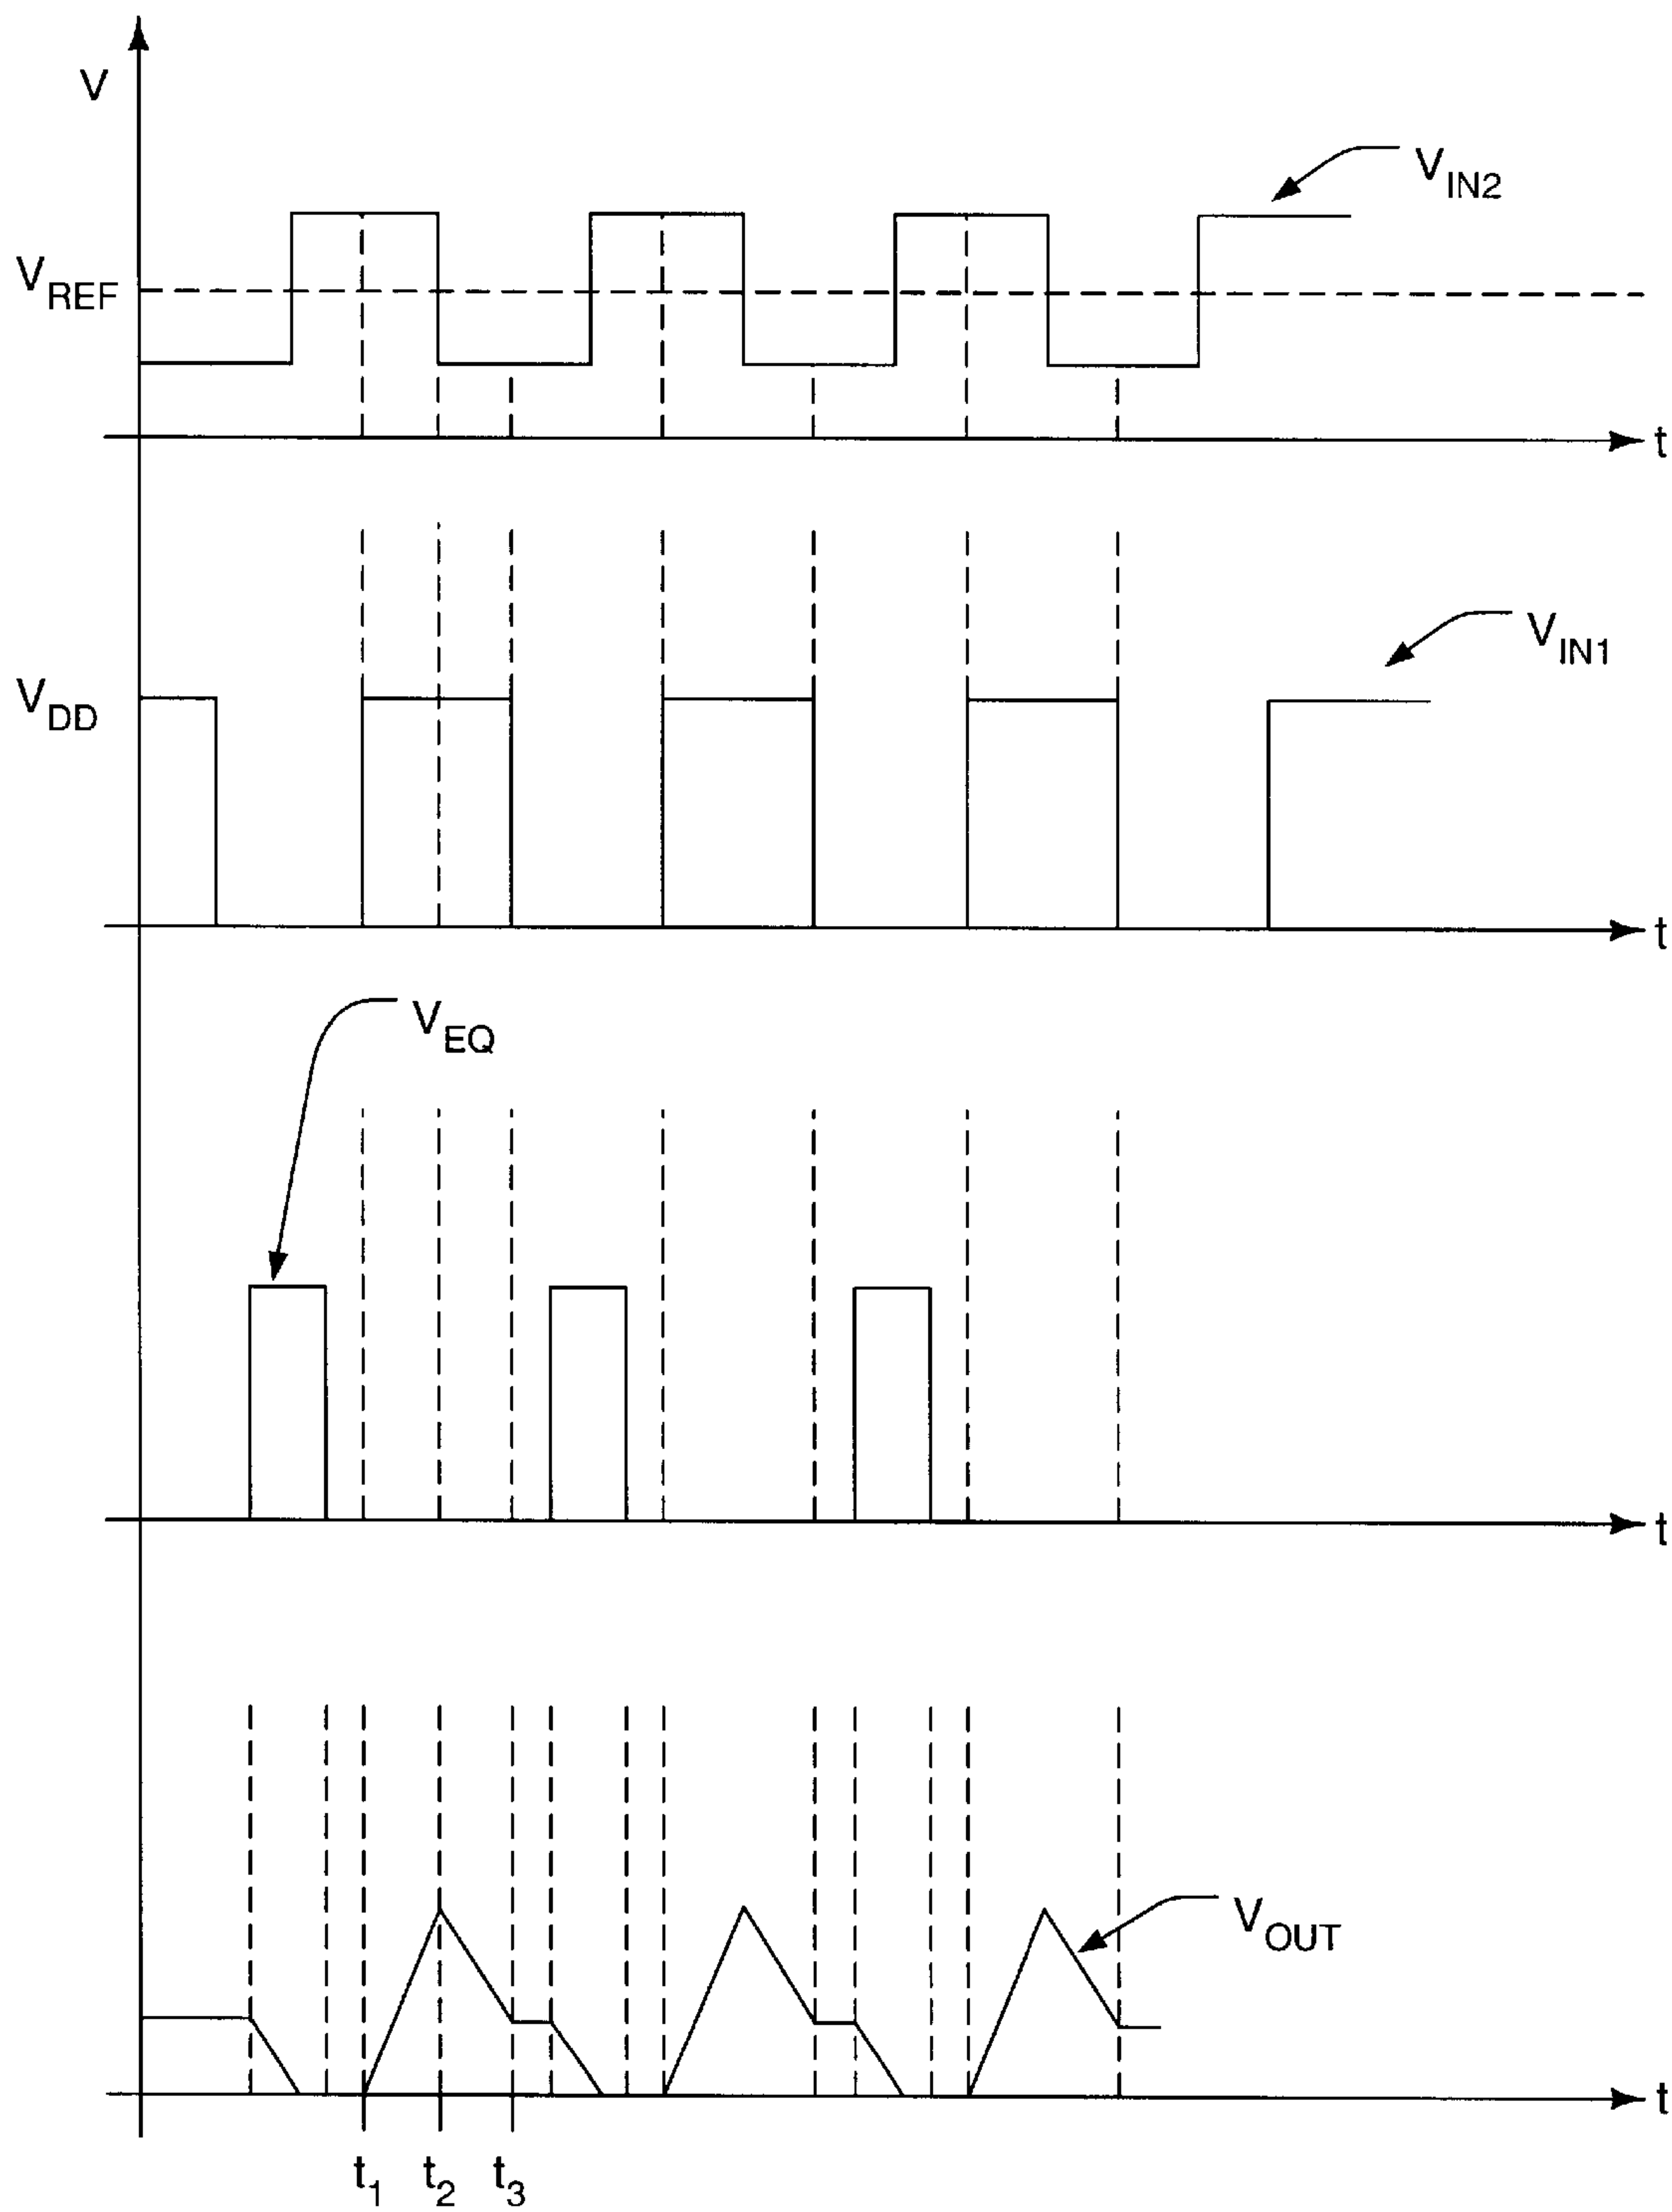 V
V_IN2
V_REF
t
V_IN1
V_DD
t
V_EQ
t
V_OUT
t
t_1 t_2 t_3